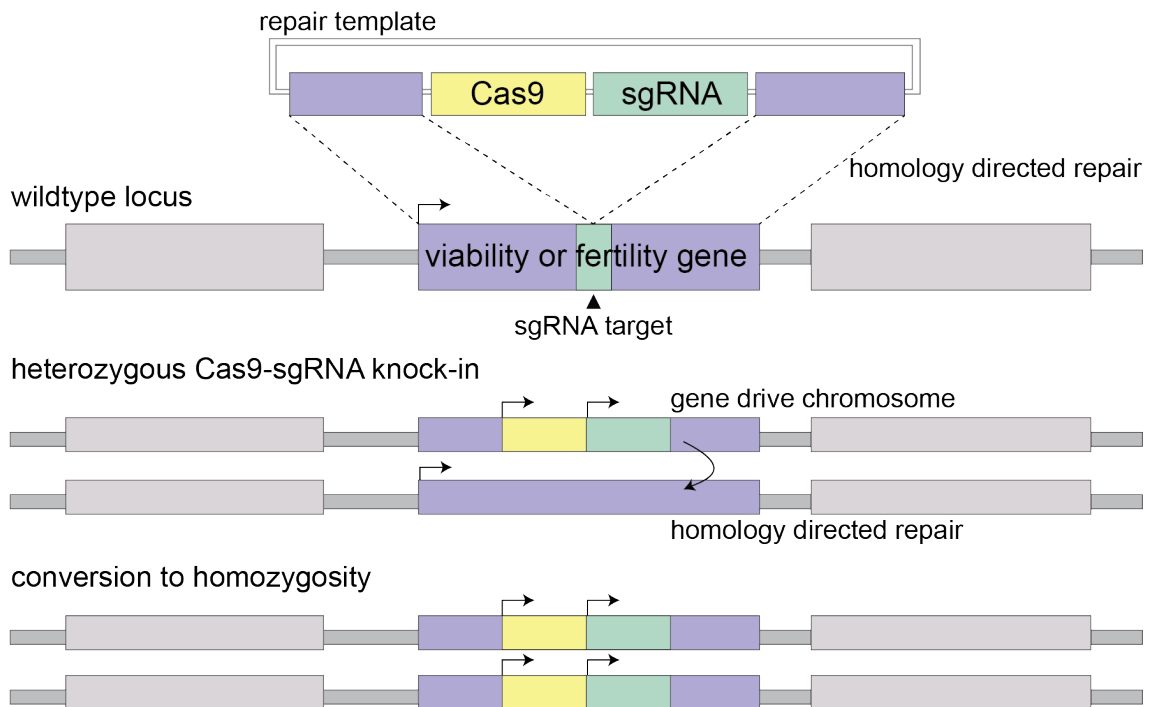 repair template
Cas9
sgRNA
homology directed repair
wildtype locus
viability or fertility gene
sgRNA target
heterozygous Cas9-sgRNA knock-in
gene drive chromosome
homology directed repair
conversion to homozygosity